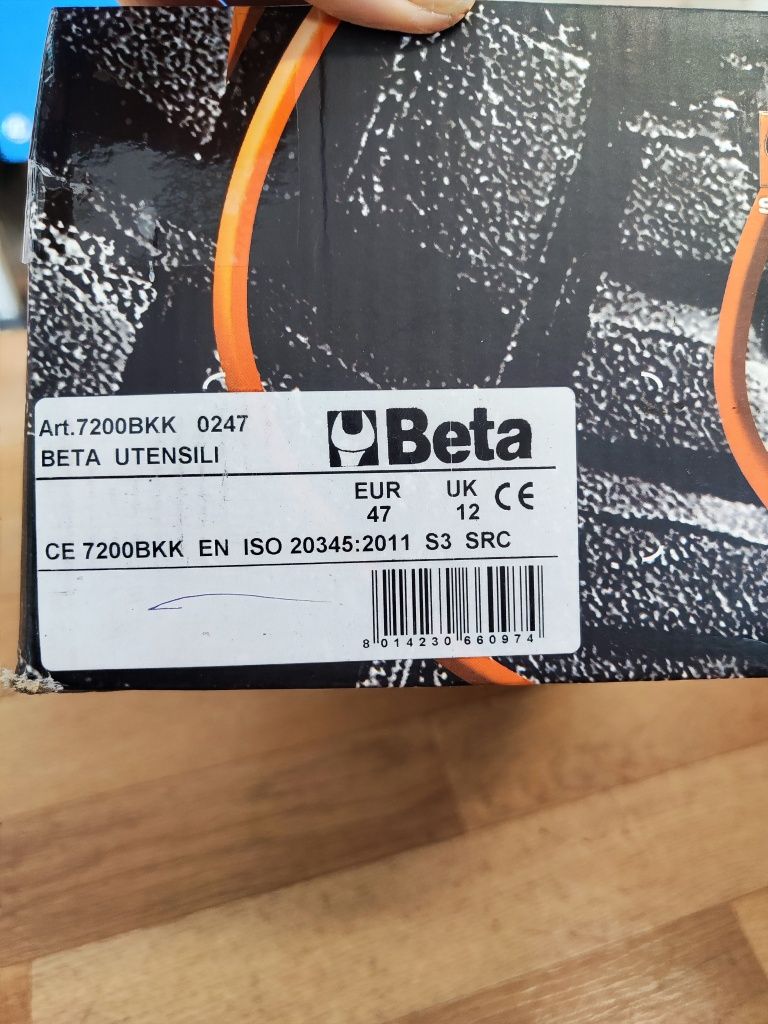 Art.7200BKK 0247
BETA UTENSILI
Beta
EUR UK CE
47 12
CE 7200BKK EN ISO 20345:2011 S3 SRC
8 014230 660974